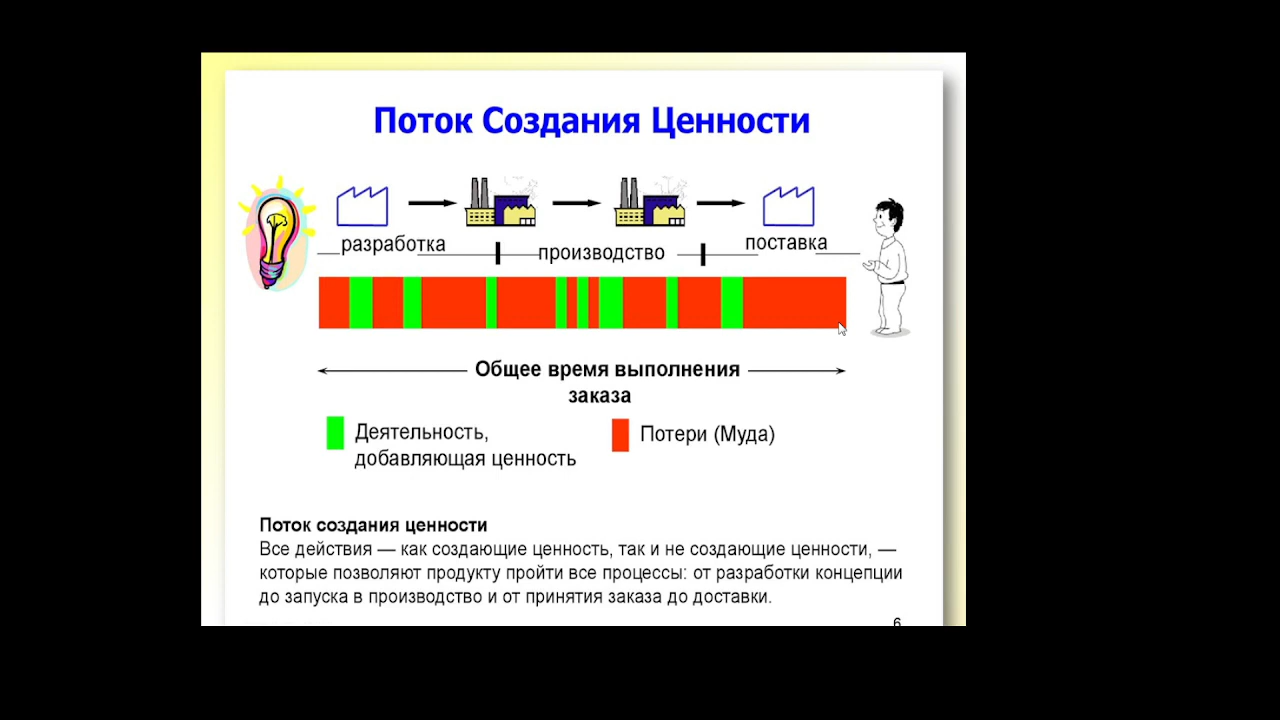 Поток Создания Ценности
разработка
производство
поставка
Общее время выполнения
заказа
Деятельность,
добавляющая ценность
Потери (Муда)
Поток создания ценности
Все действия — как создающие ценность, так и не создающие ценности, —
которые позволяют продукту пройти все процессы: от разработки концепции
до запуска в производство и от принятия заказа до доставки.
6